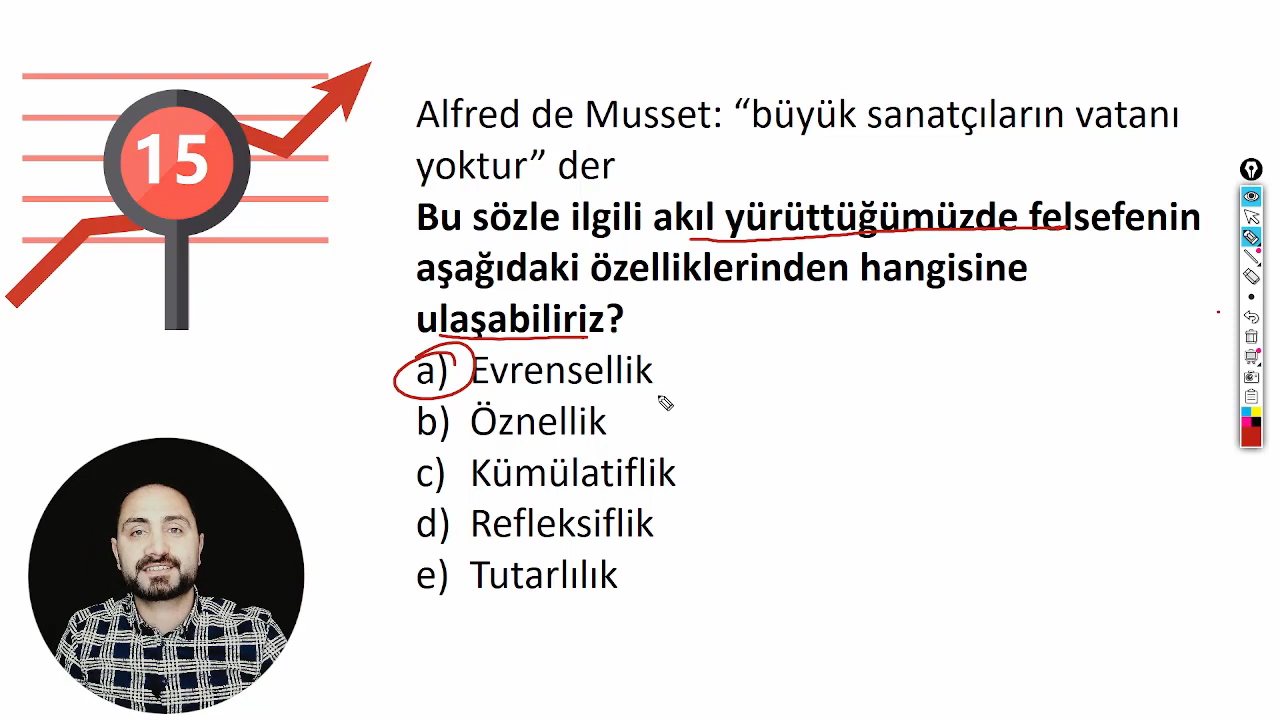 15
Alfred de Musset: “büyük sanatçıların vatanı
yoktur” der
Bu sözle ilgili akıl yürüttüğümüzde felsefenin
aşağıdaki özelliklerinden hangisine
ulaşabiliriz?
a) Evrensellik
b) Öznellik
c) Kümülatiflik
d) Refleksiflik
e) Tutarlılık